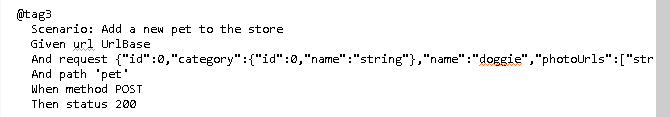 @tag3
Scenario: Add a new pet to the store
Given url UrlBase
And request {"id":0,"category":{"id":0,"name":"string"},"name":"doggie","photoUrls":["str
And path 'pet'
When method POST
Then status 200